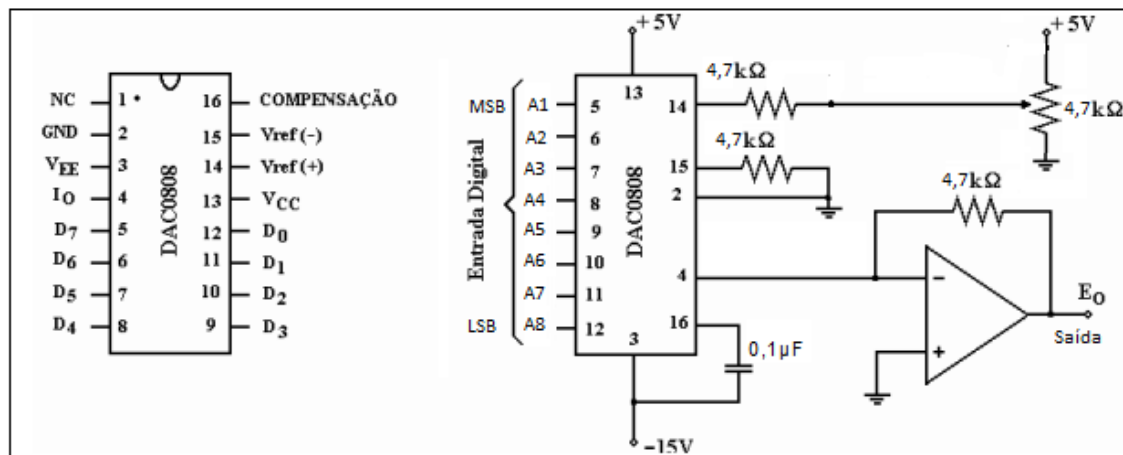 NC 1 16 COMPENSAÇÃO
GND 2 15 Vref (-)
VEE 3 14 Vref (+)
IO 4 13 VCC
D7 5 12 D0
D6 6 11 D1
D5 7 10 D2
D4 8 9 D3
DAC0808
+5V
Entrada Digital
MSB A1 5
A2 6
A3 7
A4 8
A5 9
A6 10
A7 11
LSB A8 12
DAC0808
13
14
15
2
4
16
3
4,7kΩ
4,7kΩ
+5V
4,7kΩ
4,7kΩ
−
+
EO
Saída
0,1µF
−15V